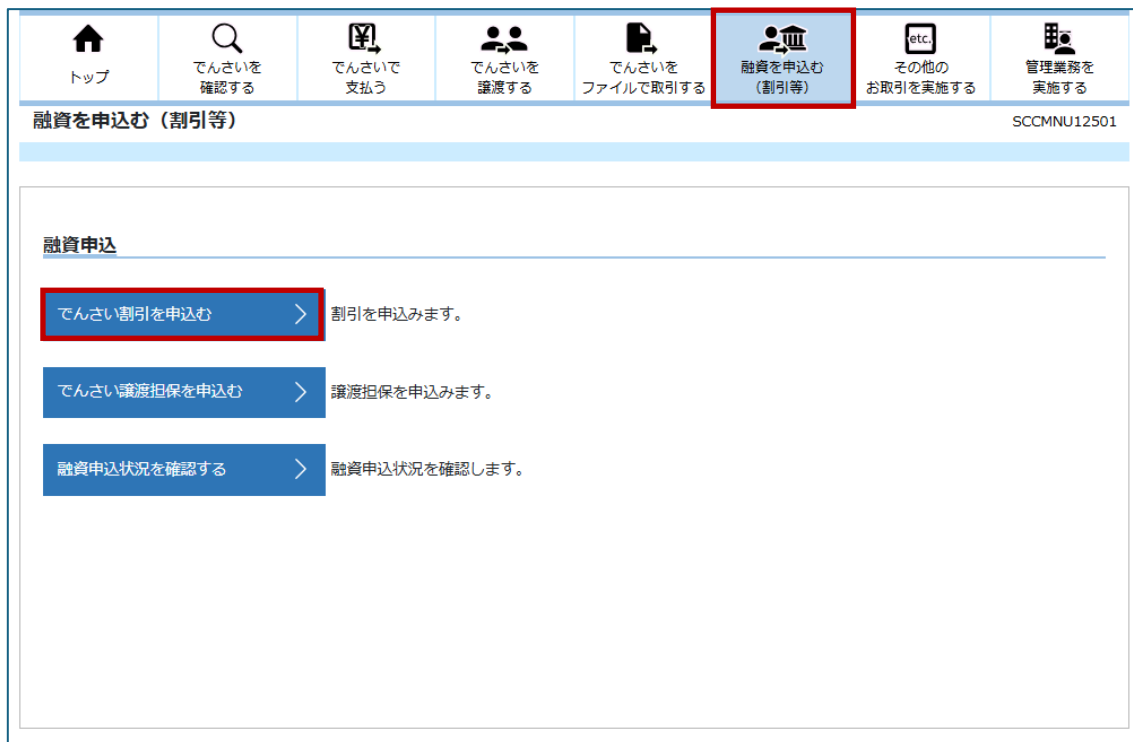 トップ
でんさいを
確認する
でんさいで
支払う
でんさいを
譲渡する
でんさいを
ファイルで取引する
融資を申込む
(割引等)
etc.
その他の
お取引を実施する
管理業務を
実施する
融資を申込む(割引等)
SCCMNU12501
融資申込
でんさい割引を申込む 割引を申込みます。
でんさい譲渡担保を申込む 譲渡担保を申込みます。
融資申込状況を確認する 融資申込状況を確認します。